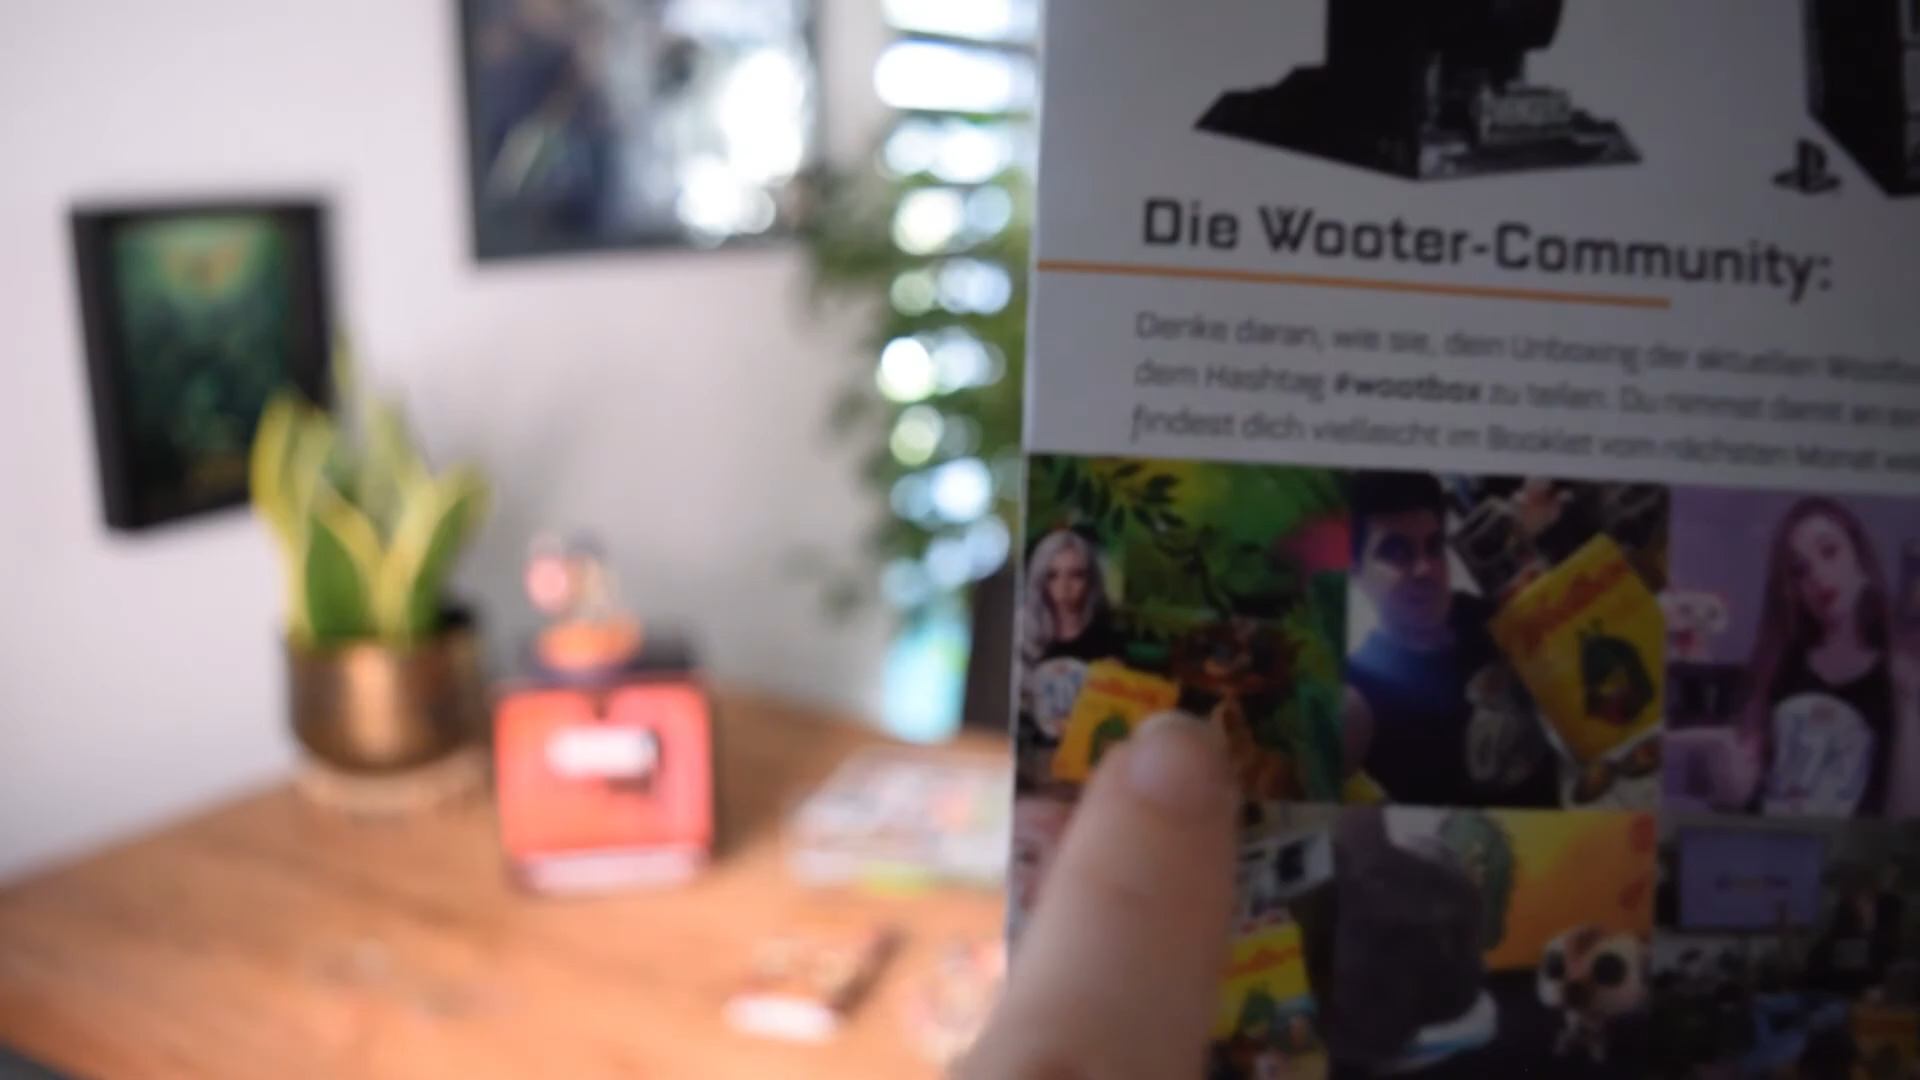 Die Wooter-Community:
Denke daran, wie sie, dein Unboxing der aktuellen
dem Hashtag #wootbox zu teilen. Du nimmst damit an
findest dich vielleicht im Booklet vom nächsten Monat